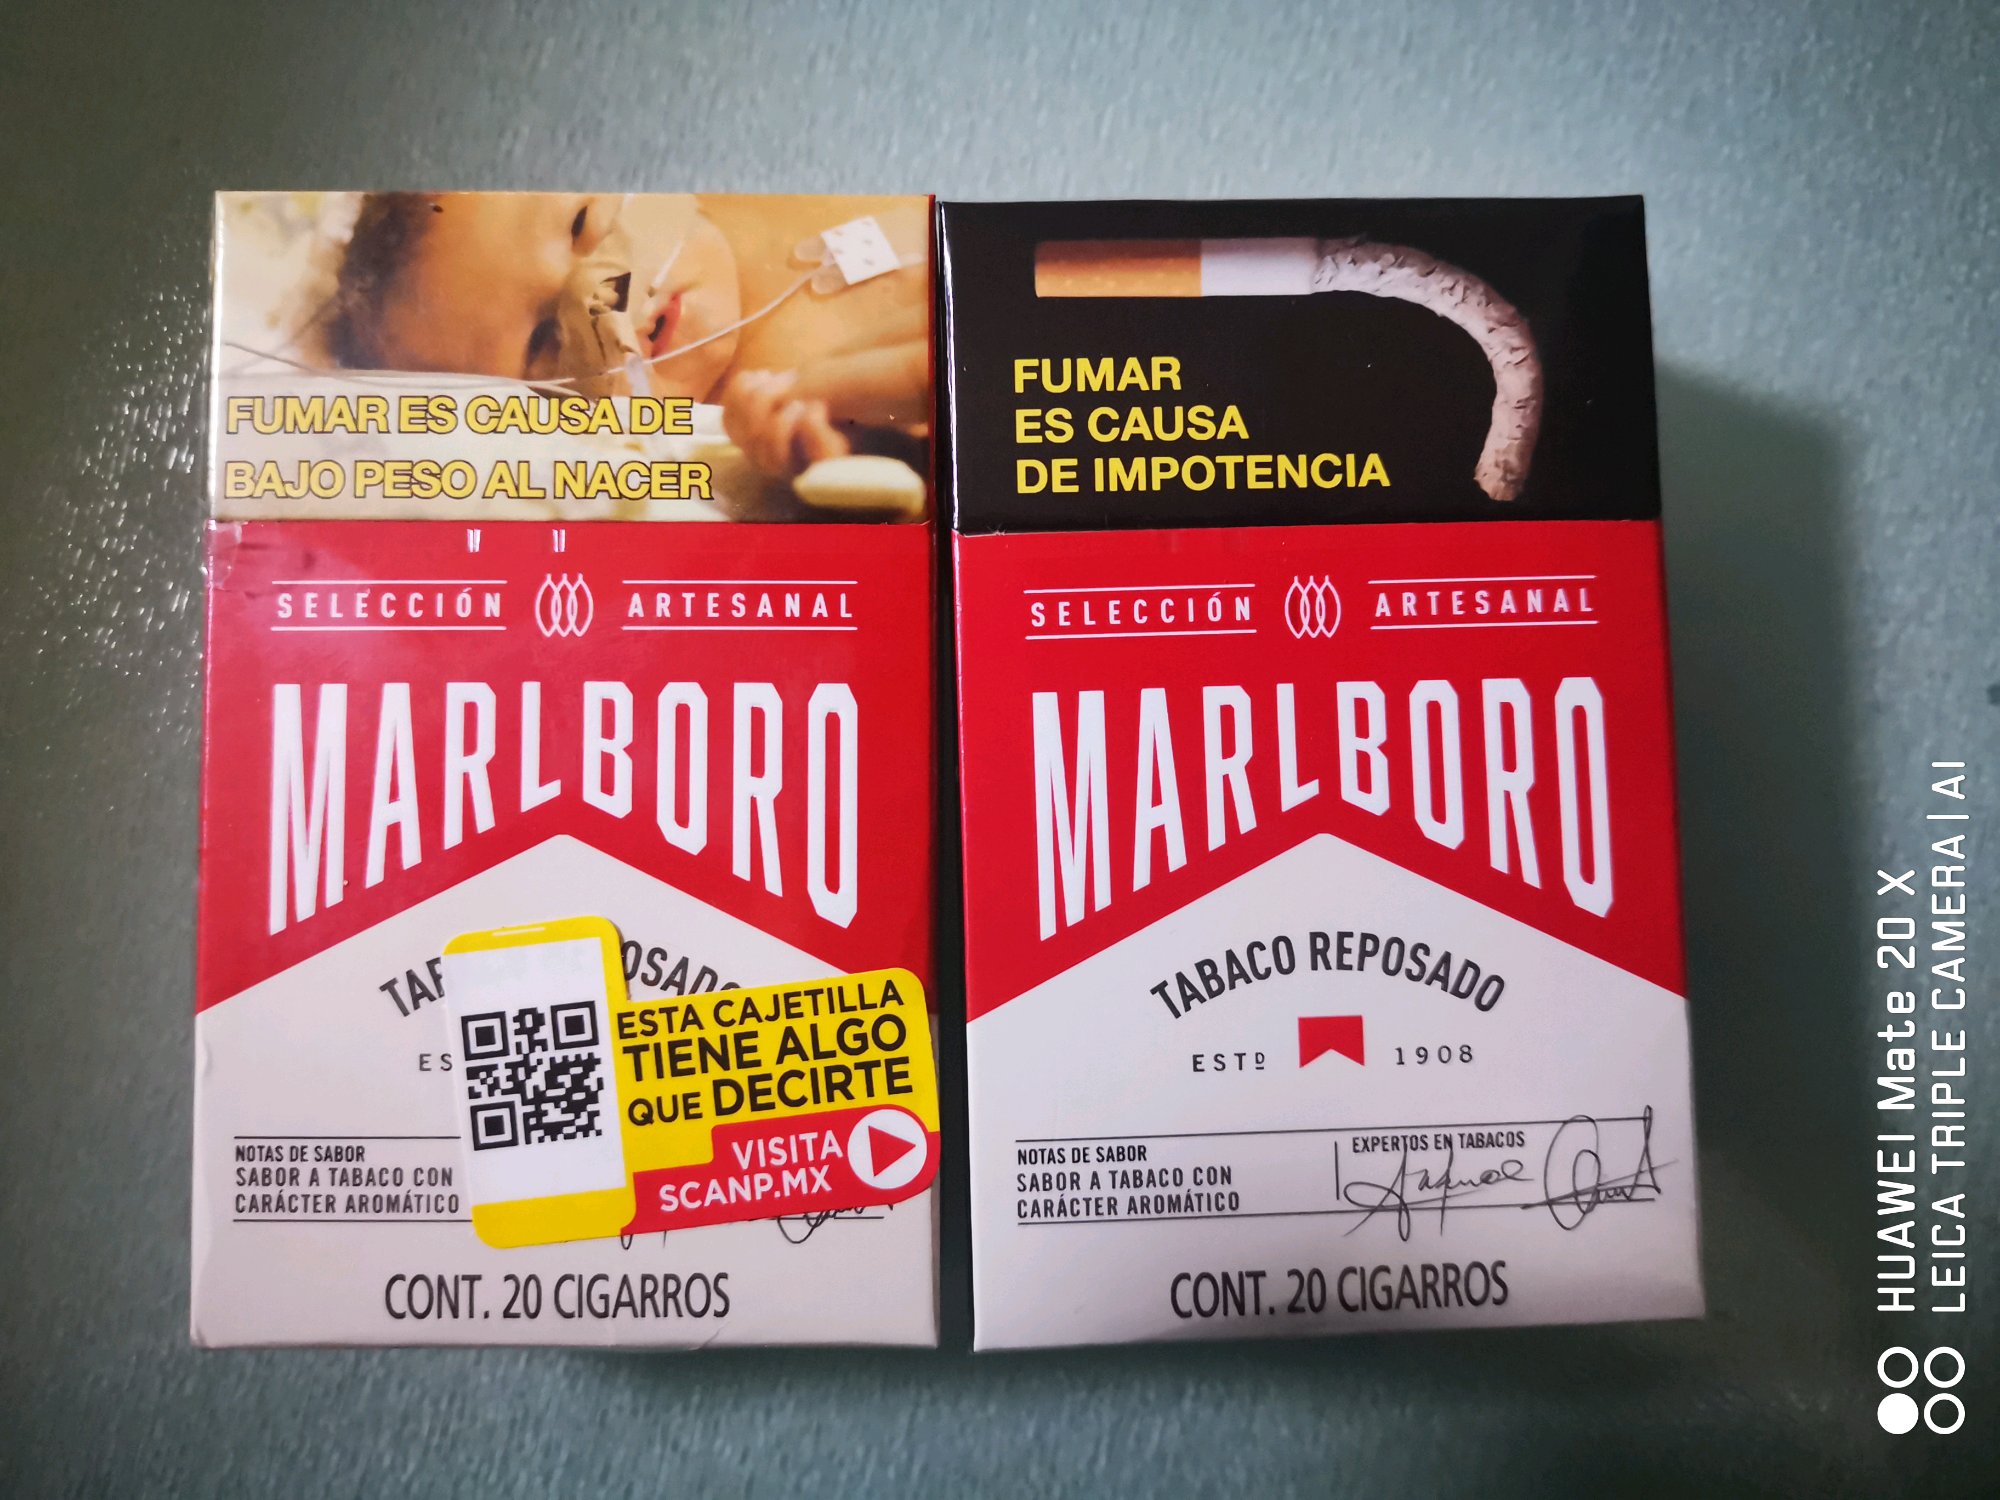 FUMAR ES CAUSA DE
BAJO PESO AL NACER
SELECCIÓN ARTESANAL
MARLBORO
ESTA CAJETILLA
TIENE ALGO
QUE DECIRTE
VISITA
SCANP.MX
NOTAS DE SABOR
SABOR A TABACO CON
CARÁCTER AROMÁTICO
CONT. 20 CIGARROS
FUMAR
ES CAUSA
DE IMPOTENCIA
SELECCIÓN ARTESANAL
MARLBORO
TABACO REPOSADO
ESTD 1908
NOTAS DE SABOR
SABOR A TABACO CON
CARÁCTER AROMÁTICO
EXPERTOS EN TABACOS
CONT. 20 CIGARROS
HUAWEI Mate 20 X
LEICA TRIPLE CAMERA | AI